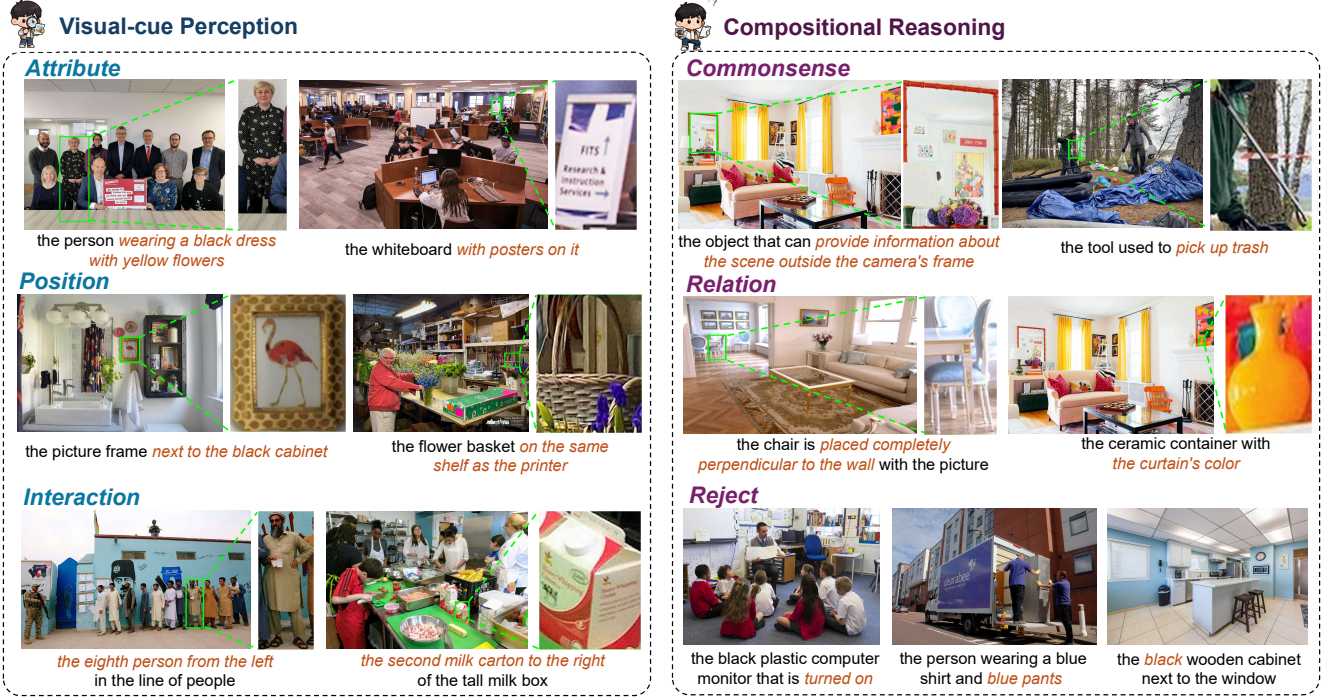 Visual-cue Perception
Attribute
FITS
Research &
Instruction
Services
the person wearing a black dress
with yellow flowers
the whiteboard with posters on it
Position
the picture frame next to the black cabinet
the flower basket on the same
shelf as the printer
Interaction
the eighth person from the left
in the line of people
the second milk carton to the right
of the tall milk box
Compositional Reasoning
Commonsense
the object that can provide information about
the scene outside the camera's frame
the tool used to pick up trash
Relation
the chair is placed completely
perpendicular to the wall with the picture
the ceramic container with
the curtain's color
Reject
clearabee
the black plastic computer
monitor that is turned on
the person wearing a blue
shirt and blue pants
the black wooden cabinet
next to the window